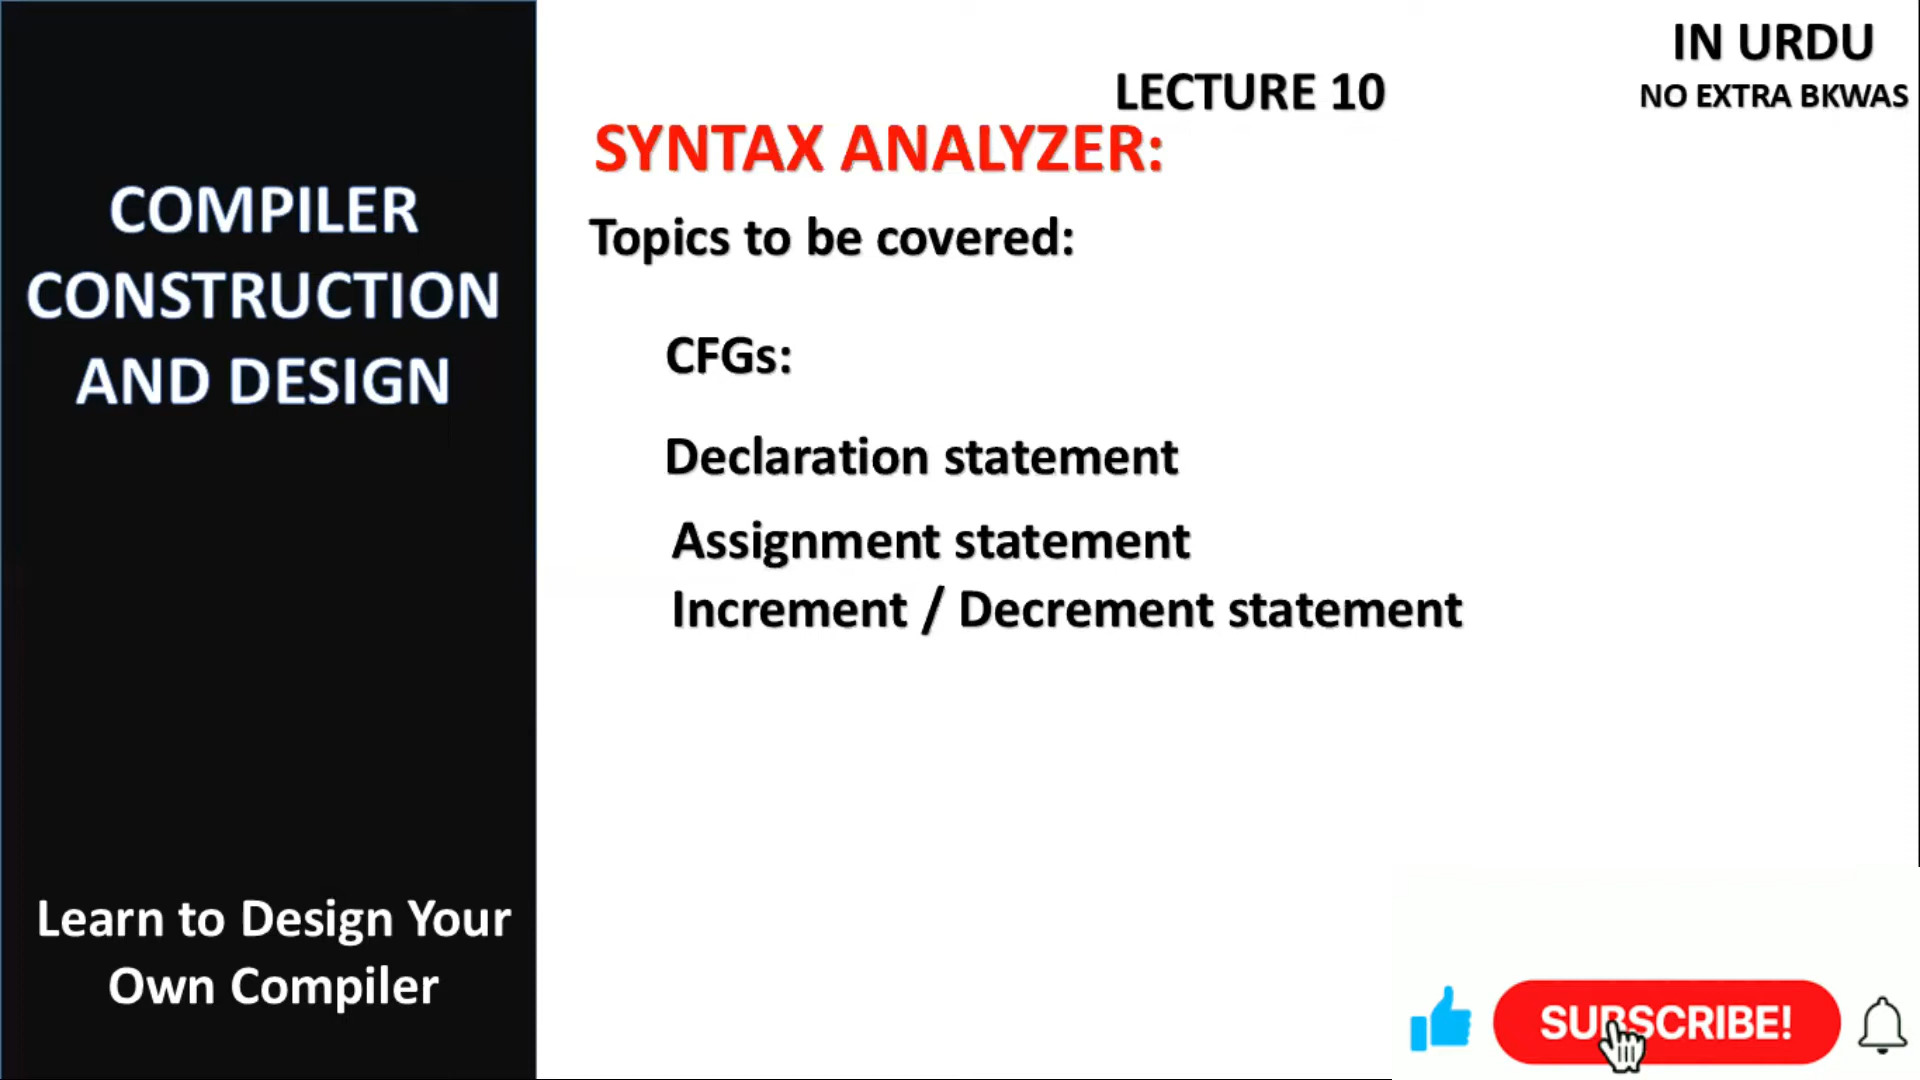 COMPILER
CONSTRUCTION
AND DESIGN
Learn to Design Your
Own Compiler
IN URDU
NO EXTRA BKWAS
LECTURE 10
SYNTAX ANALYZER:
Topics to be covered:
CFGs:
Declaration statement
Assignment statement
Increment / Decrement statement
SUBSCRIBE!